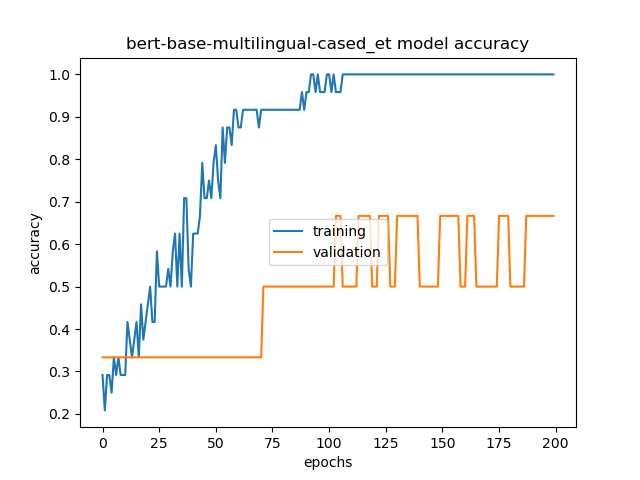 bert-base-multilingual-cased_et model accuracy
1.0
0.9
0.8
0.7
0.6
0.5
0.4
0.3
0.2
accuracy
training
validation
0 25 50 75 100 125 150 175 200
epochs